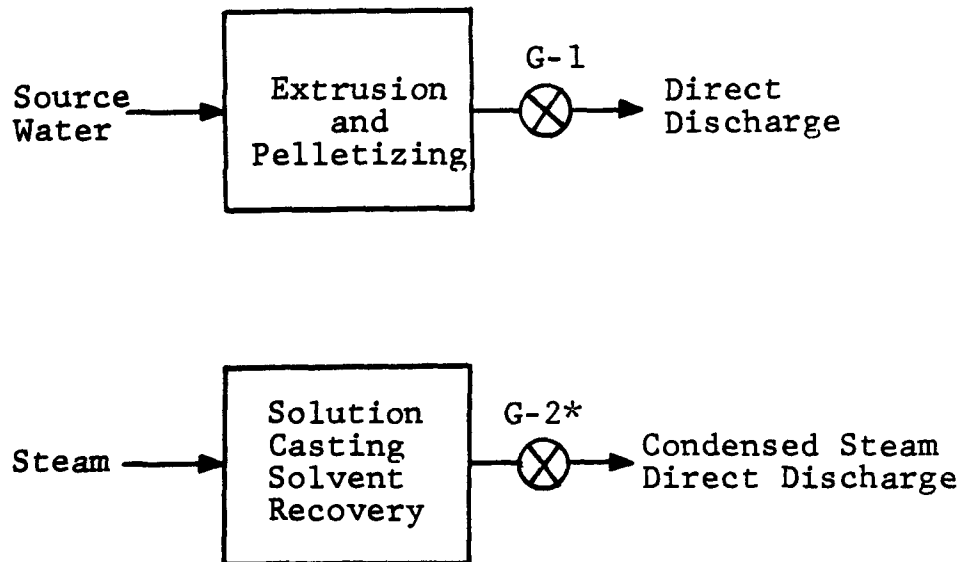 G-1
Source
Water
Extrusion
and
Pelletizing
Direct
Discharge
G-2*
Steam
Solution
Casting
Solvent
Recovery
Condensed Steam
Direct Discharge